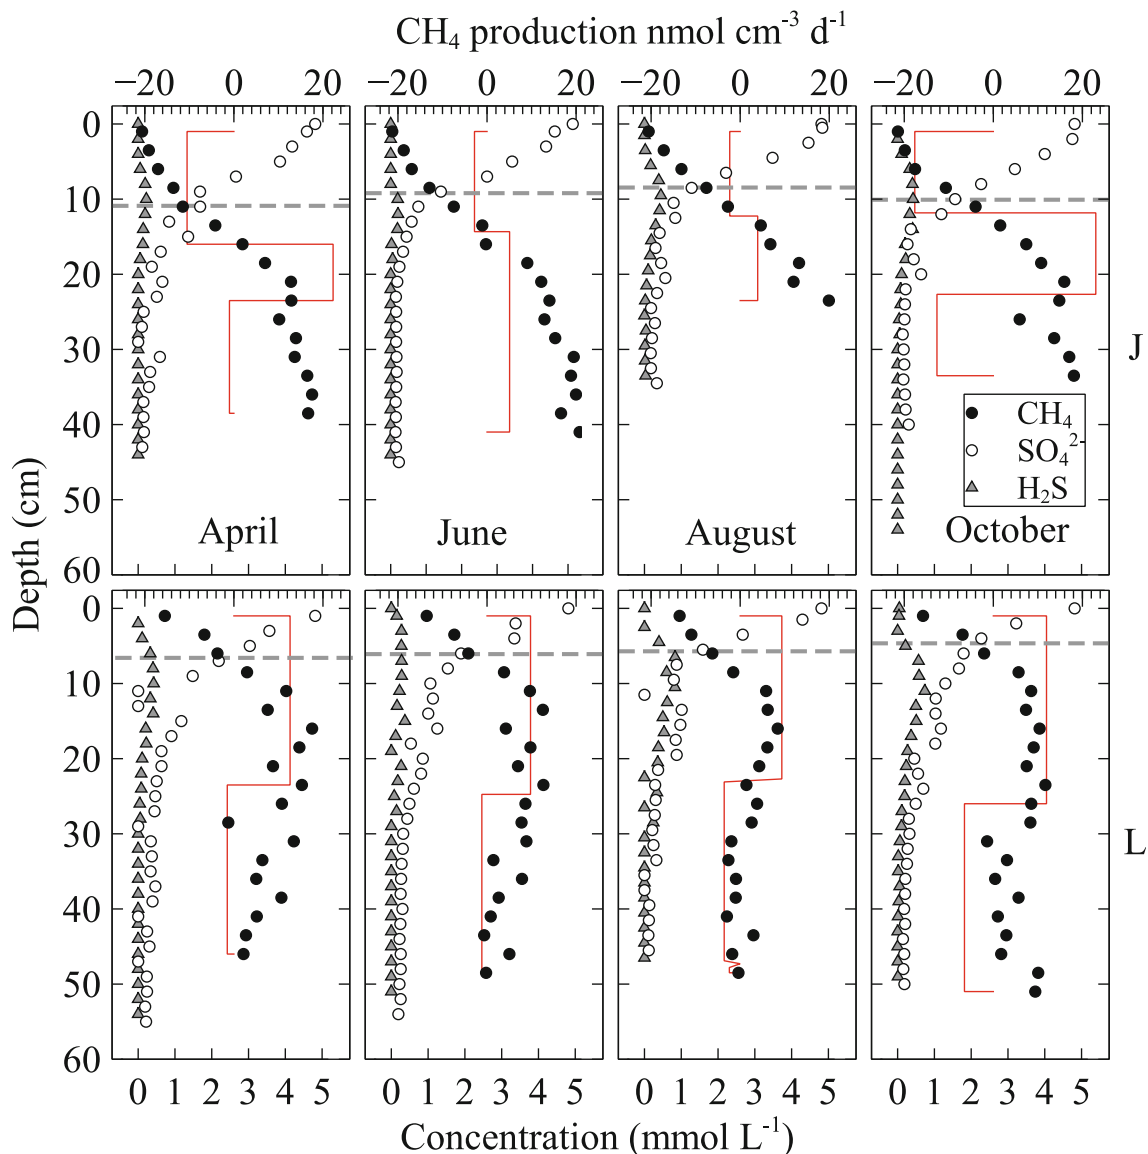 CH₄ production nmol cm⁻³ d⁻¹
−20 0 20 −20 0 20 −20 0 20 −20 0 20
0
10
20
30
40
50
60
J
CH₄
SO₄²⁻
H₂S
April June August October
Depth (cm)
0
10
20
30
40
50
60
L
0 1 2 3 4 5 0 1 2 3 4 5 0 1 2 3 4 5 0 1 2 3 4 5
Concentration (mmol L⁻¹)